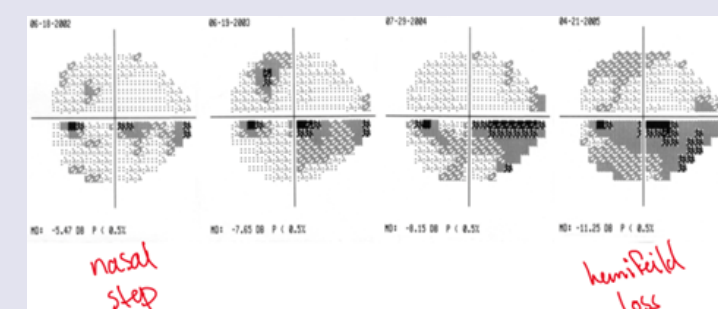 06-18-2002 06-19-2003 07-29-2004 04-21-2005
MD: -5.47 DB P < 0.5% MD: -7.65 DB P < 0.5% MD: -8.15 DB P < 0.5% MD: -11.25 DB P < 0.5%
nasal
step
hemifeild
loss